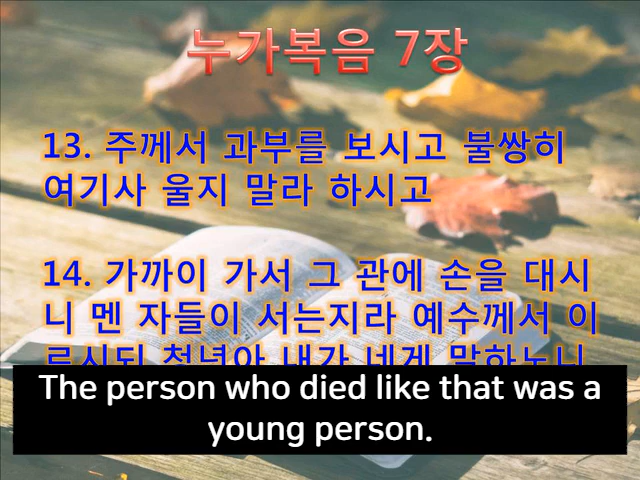 누가복음 7장
13. 주께서 과부를 보시고 불쌍히
여기사 울지 말라 하시고
14. 가까이 가서 그 관에 손을 대시
니 멘 자들이 서는지라 예수께서 이
르시되 청년아 내가 네게 말하노니
The person who died like that was a
young person.